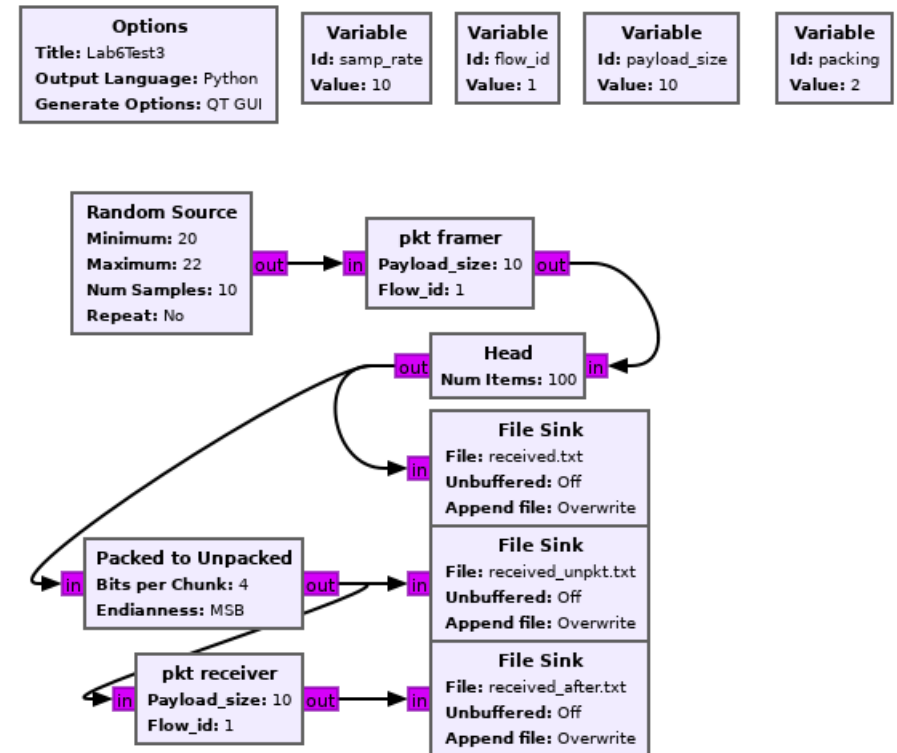 Options
Title: Lab6Test3
Output Language: Python
Generate Options: QT GUI
Variable
Id: samp_rate
Value: 10
Variable
Id: flow_id
Value: 1
Variable
Id: payload_size
Value: 10
Variable
Id: packing
Value: 2
Random Source
Minimum: 20
Maximum: 22
Num Samples: 10
Repeat: No
out
in
pkt framer
Payload_size: 10
Flow_id: 1
out
out
Head
Num Items: 100
in
in
File Sink
File: received.txt
Unbuffered: Off
Append file: Overwrite
in
Packed to Unpacked
Bits per Chunk: 4
Endianness: MSB
out
in
File Sink
File: received_unpkt.txt
Unbuffered: Off
Append file: Overwrite
in
pkt receiver
Payload_size: 10
Flow_id: 1
out
in
File Sink
File: received_after.txt
Unbuffered: Off
Append file: Overwrite